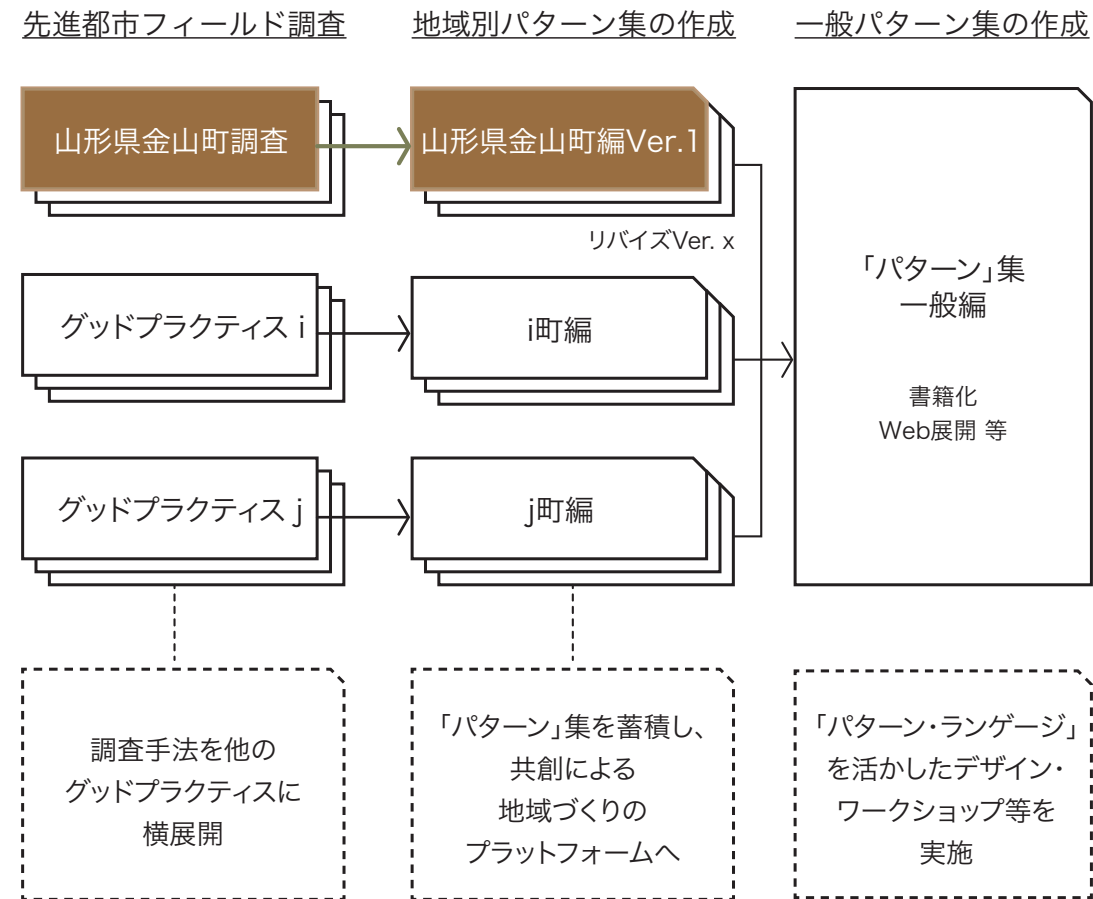 先進都市フィールド調査
地域別パターン集の作成
一般パターン集の作成
山形県金山町調査
山形県金山町編Ver.1
リバイズVer. x
グッドプラクティス i
i町編
グッドプラクティス j
j町編
「パターン」集
一般編
書籍化
Web展開 等
調査手法を他の
グッドプラクティスに
横展開
「パターン」集を蓄積し、
共創による
地域づくりの
プラットフォームへ
「パターン・ランゲージ」
を活かしたデザイン・
ワークショップ等を
実施